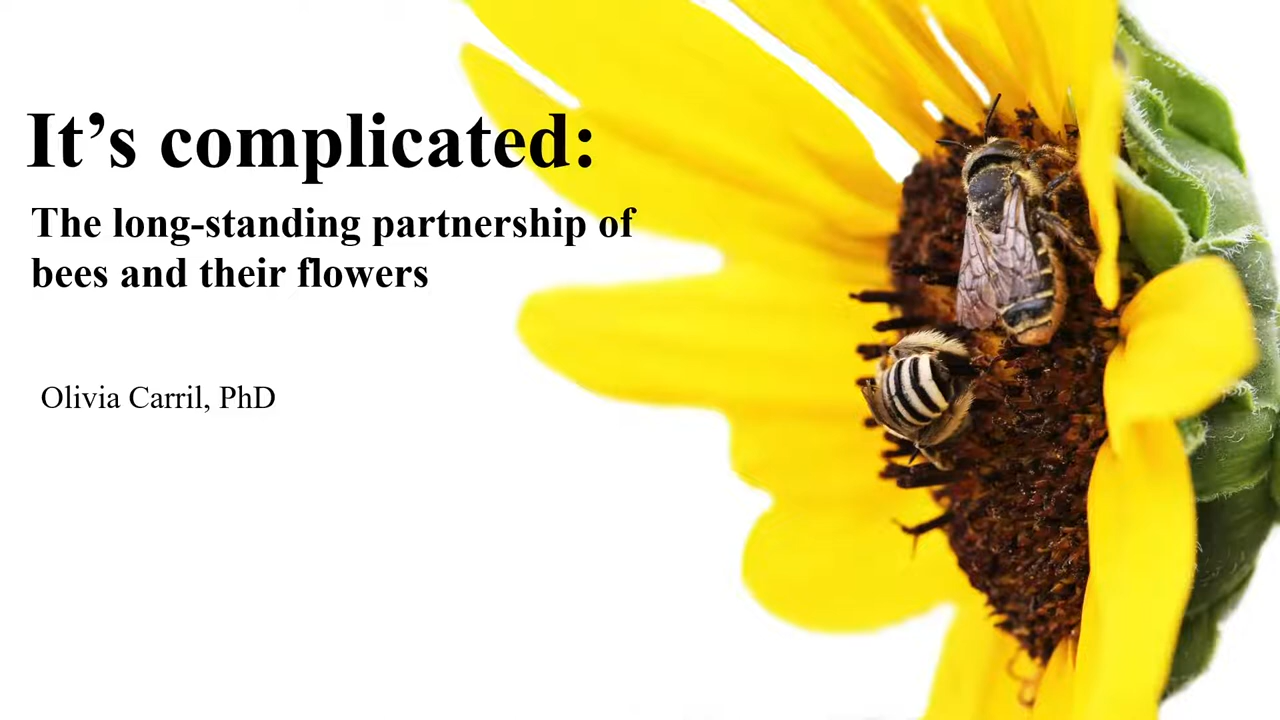 It’s complicated:
The long-standing partnership of
bees and their flowers
Olivia Carril, PhD